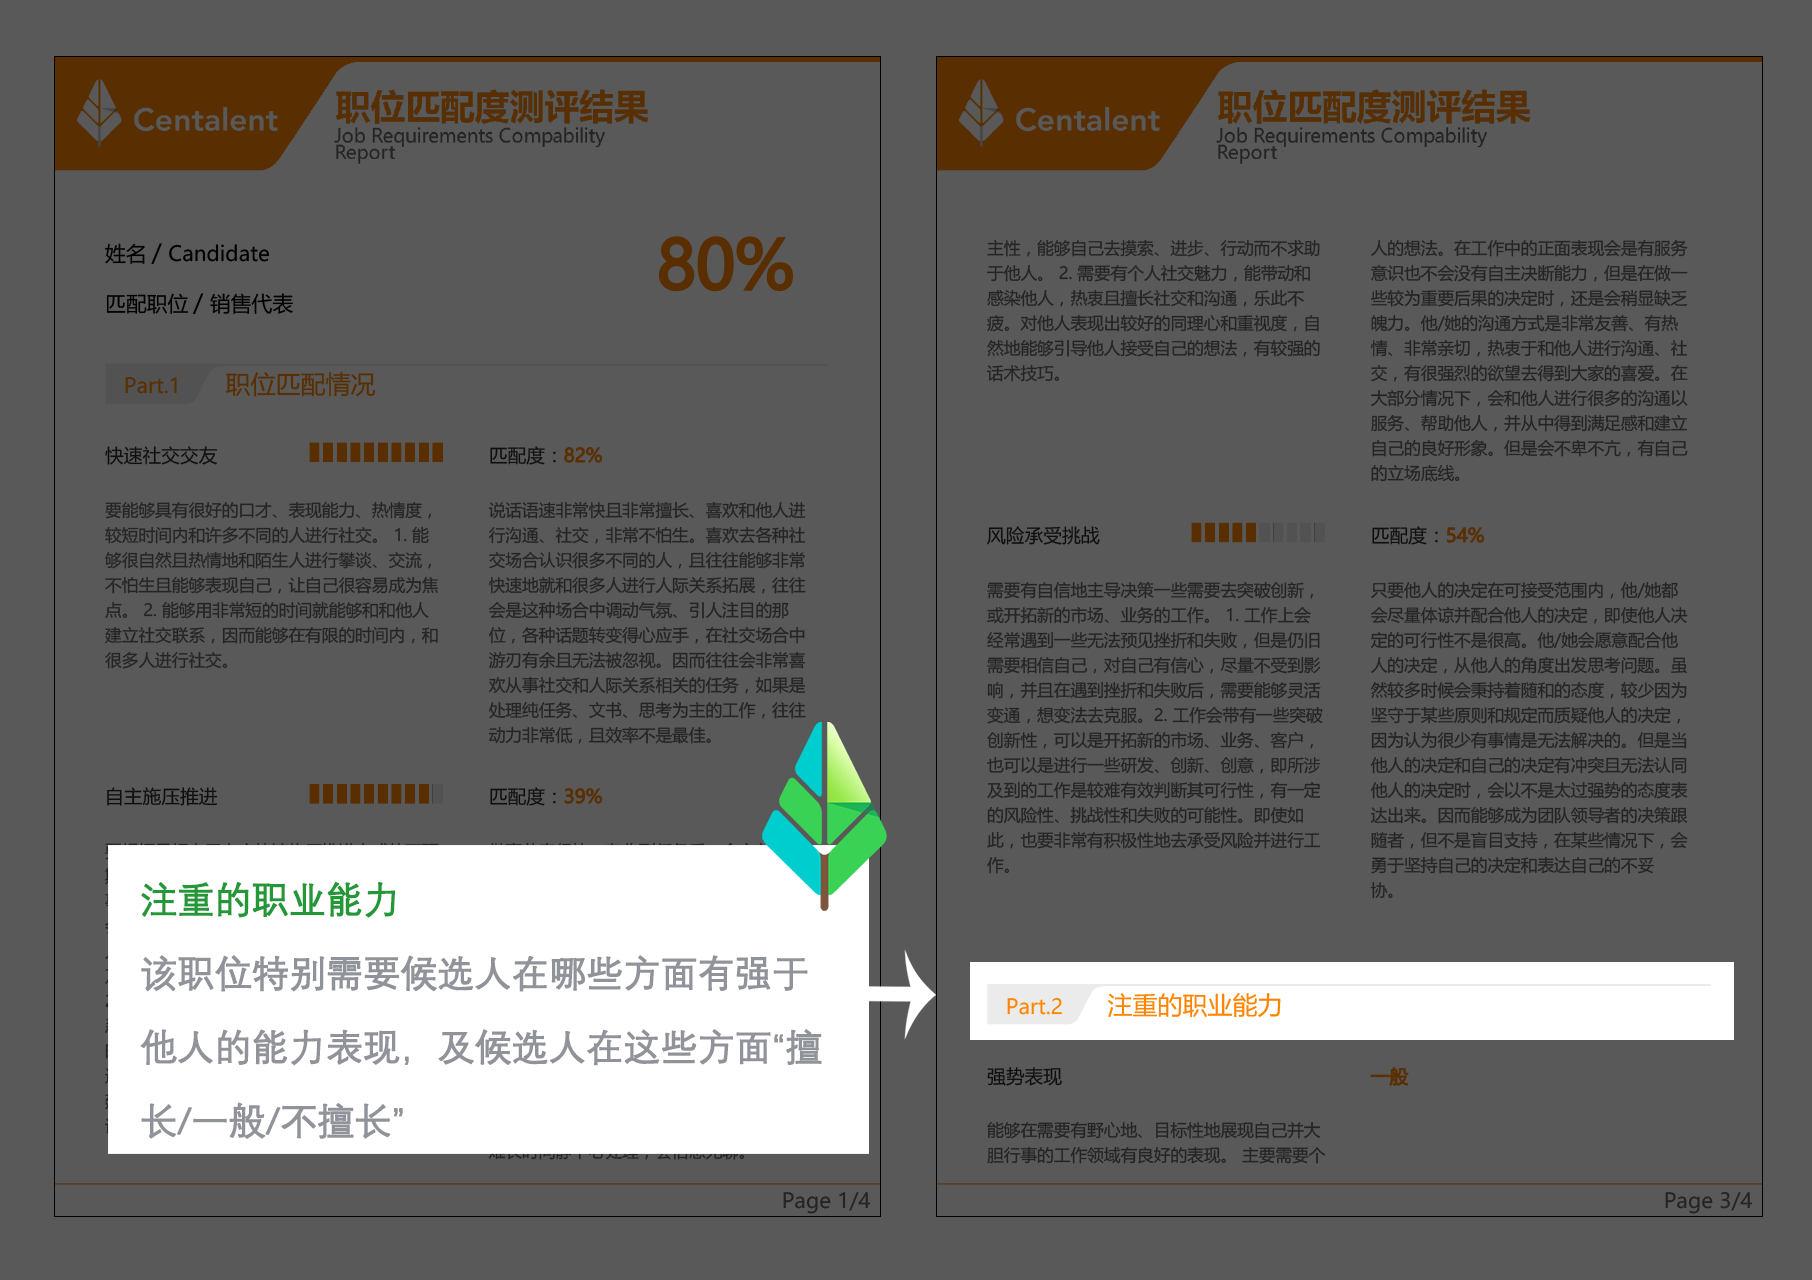 Centalent
职位匹配度测评结果
Job Requirements Compability
Report
姓名 / Candidate
80%
匹配职位 / 销售代表
Part.1
职位匹配情况
快速社交交友
匹配度：82%
要能够具有很好的口才、表现能力、热情度，
较短时间内和许多不同的人进行社交。 1. 能
够很自然且热情地和陌生人进行攀谈、交流，
不怕生且能够表现自己，让自己很容易成为焦
点。 2. 能够用非常短的时间就能够和和他人
建立社交联系，因而能够在有限的时间内，和
很多人进行社交。
说话语速非常快且非常擅长、喜欢和他人进
行沟通、社交，非常不怕生。喜欢去各种社
交场合认识很多不同的人，且往往能够非常
快速地就和很多人进行人际关系拓展，往往
会是这种场合中调动气氛、引人注目的那
位，各种话题转变得心应手，在社交场合中
游刃有余且无法被忽视。因而往往会非常喜
欢从事社交和人际关系相关的任务，如果是
处理纯任务、文书、思考为主的工作，往往
动力非常低，且效率不是最佳。
自主施压推进
匹配度：39%
注重的职业能力
该职位特别需要候选人在哪些方面有强于
他人的能力表现，及候选人在这些方面“擅
长/一般/不擅长”
Page 1/4
Centalent
职位匹配度测评结果
Job Requirements Compability
Report
主性，能够自己去摸索、进步、行动而不求助
于他人。 2. 需要有个人社交魅力，能带动和
感染他人，热衷且擅长社交和沟通，乐此不
疲。对他人表现出较好的同理心和重视度，自
然地能够引导他人接受自己的想法，有较强的
话术技巧。
人的想法。在工作中的正面表现会是有服务
意识也不会没有自主决断能力，但是在做一
些较为重要后果的决定时，还是会稍显缺乏
魄力。他/她的沟通方式是非常友善、有热
情、非常亲切，热衷于和他人进行沟通、社
交，有很强烈的欲望去得到大家的喜爱。在
大部分情况下，会和他人进行很多的沟通以
服务、帮助他人，并从中得到满足感和建立
自己的良好形象。但是会不卑不亢，有自己
的立场底线。
风险承受挑战
匹配度：54%
需要有自信地主导决策一些需要去突破创新，
或开拓新的市场、业务的工作。 1. 工作上会
经常遇到一些无法预见挫折和失败，但是仍旧
需要相信自己，对自己有信心，尽量不受到影
响，并且在遇到挫折和失败后，需要能够灵活
变通，想变法去克服。2. 工作会带有一些突破
创新性，可以是开拓新的市场、业务、客户，
也可以是进行一些研发、创新、创意，即所涉
及到的工作是较难有效判断其可行性，有一定
的风险性、挑战性和失败的可能性。即使如
此，也要非常有积极性地去承受风险并进行工
作。
只要他人的决定在可接受范围内，他/她都
会尽量体谅并配合他人的决定，即使他人决
定的可行性不是很高。他/她会愿意配合他
人的决定，从他人的角度出发思考问题。虽
然较多时候会秉持着随和的态度，较少因为
坚守于某些原则和规定而质疑他人的决定，
因为认为很少有事情是无法解决的。但是当
他人的决定和自己的决定有冲突且无法认同
他人的决定时，会以不是太过强势的态度表
达出来。因而能够成为团队领导者的决策跟
随者，但不是盲目支持，在某些情况下，会
勇于坚持自己的决定和表达自己的不妥
协。
Part.2
注重的职业能力
强势表现
一般
能够在需要有野心地、目标性地展现自己并大
胆行事的工作领域有良好的表现。 主要需要个
Page 3/4